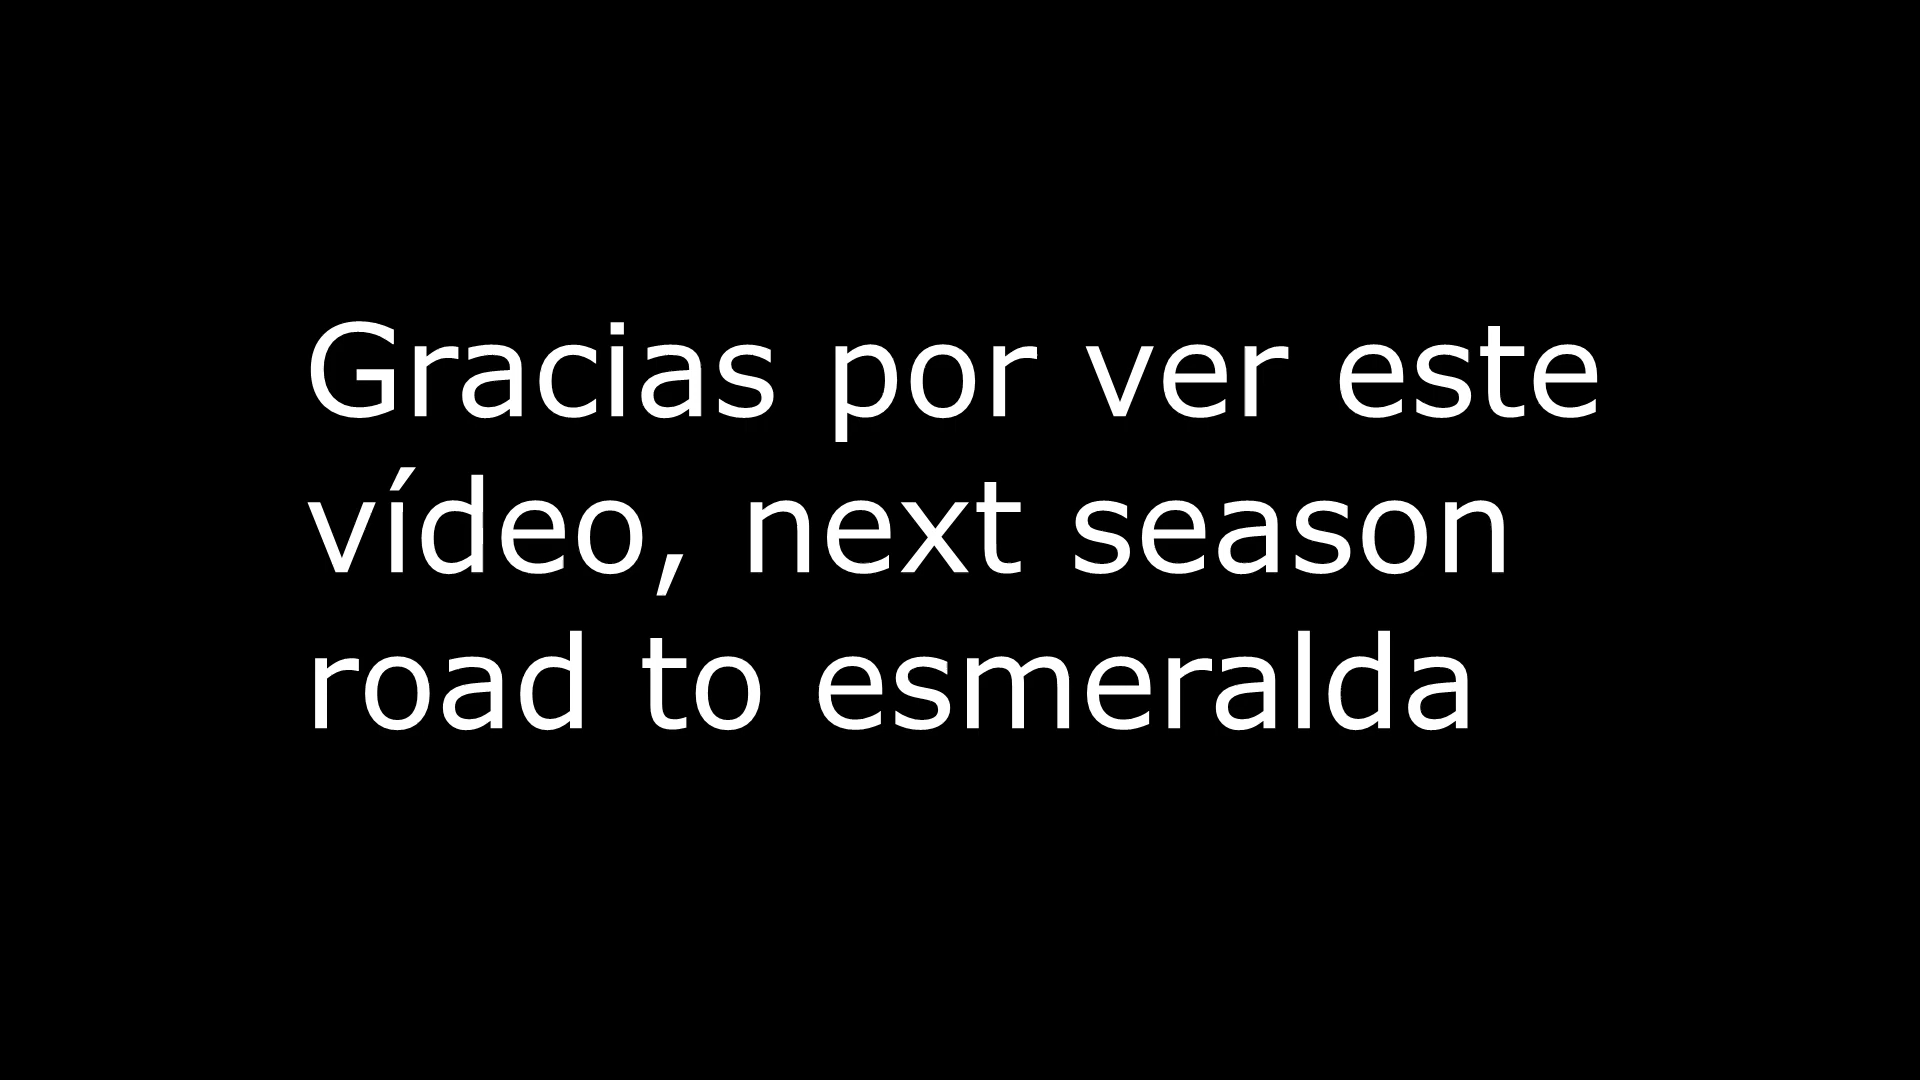 Gracias por ver este
vídeo, next season
road to esmeralda